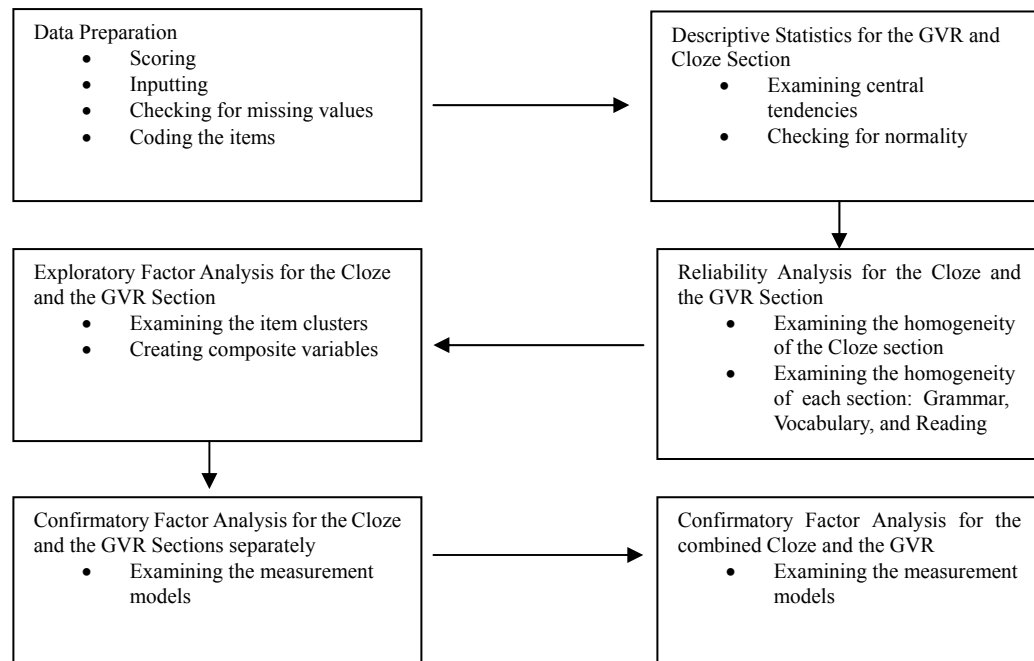 Data Preparation
• Scoring
• Inputting
• Checking for missing values
• Coding the items
Descriptive Statistics for the GVR and
Cloze Section
• Examining central
tendencies
• Checking for normality
Reliability Analysis for the Cloze and
the GVR Section
• Examining the homogeneity
of the Cloze section
• Examining the homogeneity
of each section: Grammar,
Vocabulary, and Reading
Exploratory Factor Analysis for the Cloze
and the GVR Section
• Examining the item clusters
• Creating composite variables
Confirmatory Factor Analysis for the Cloze
and the GVR Sections separately
• Examining the measurement
models
Confirmatory Factor Analysis for the
combined Cloze and the GVR
• Examining the measurement
models